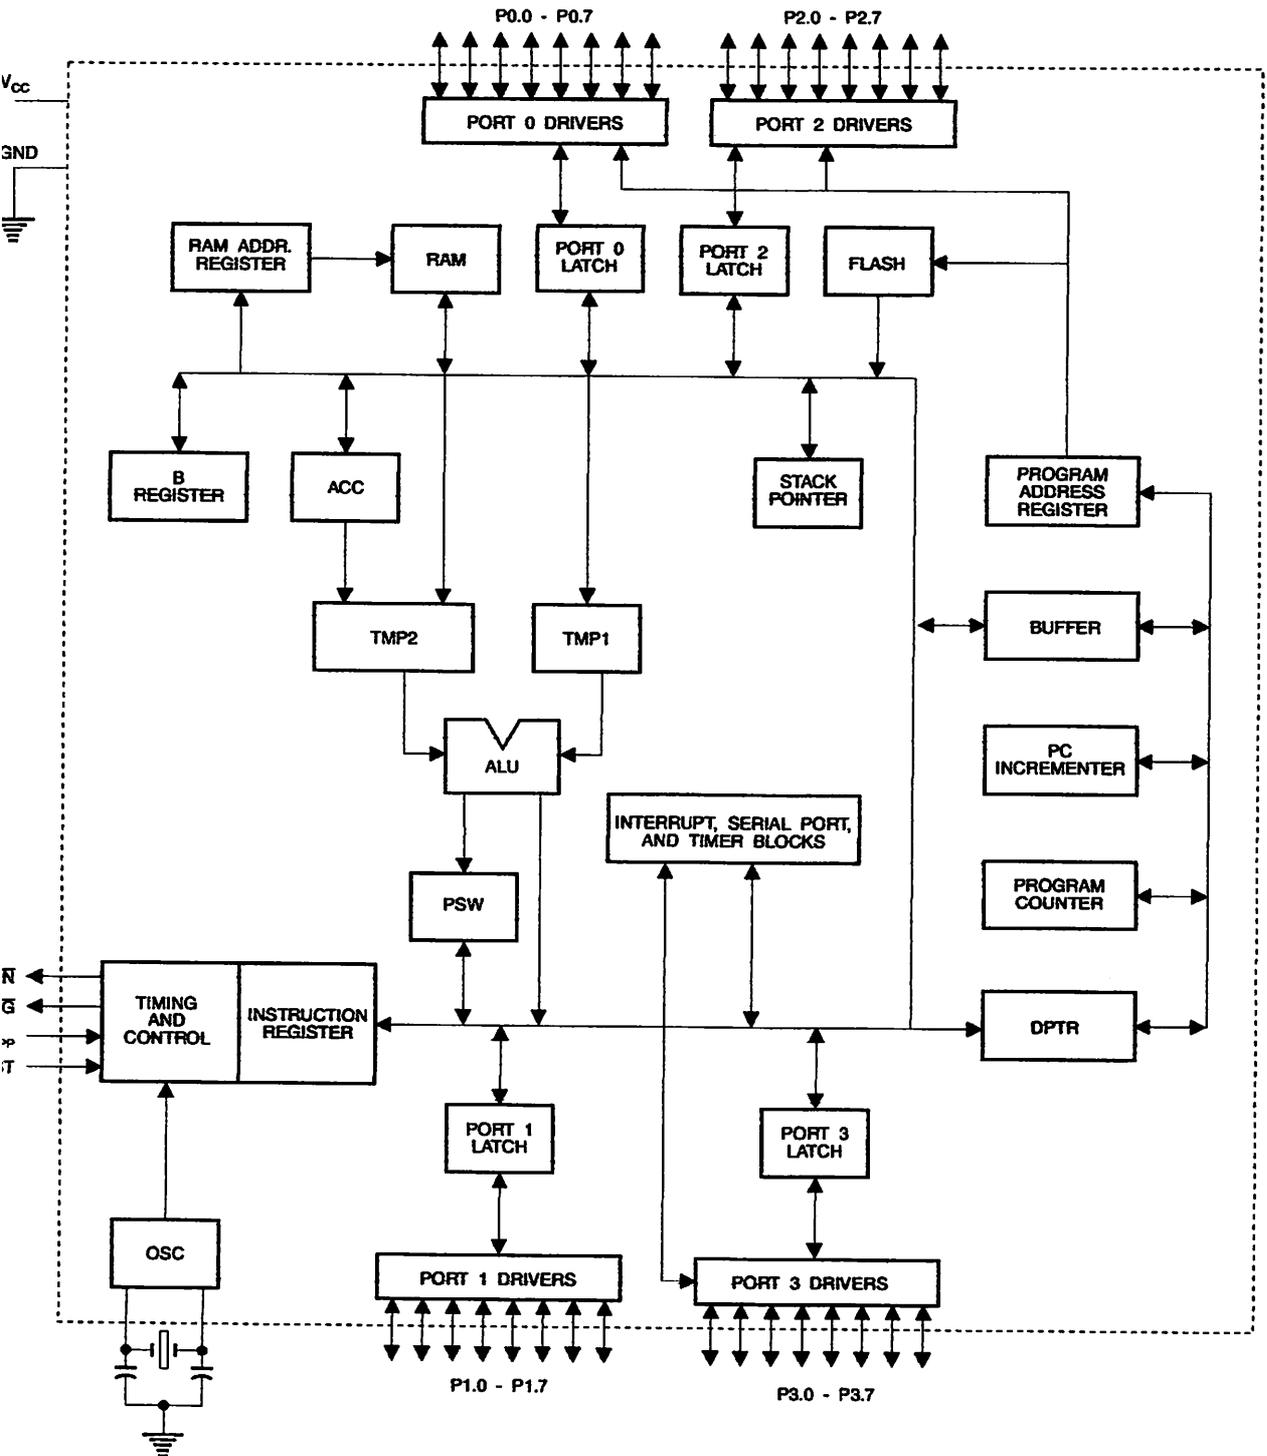 P0.0 - P0.7
P2.0 - P2.7
VCC
GND
PORT 0 DRIVERS
PORT 2 DRIVERS
RAM ADDR.
REGISTER
RAM
PORT 0
LATCH
PORT 2
LATCH
FLASH
B
REGISTER
ACC
STACK
POINTER
PROGRAM
ADDRESS
REGISTER
TMP2
TMP1
BUFFER
ALU
PC
INCREMENTER
INTERRUPT, SERIAL PORT,
AND TIMER BLOCKS
PSW
PROGRAM
COUNTER
N
G
PP
ST
TIMING
AND
CONTROL
INSTRUCTION
REGISTER
DPTR
PORT 1
LATCH
PORT 3
LATCH
OSC
PORT 1 DRIVERS
PORT 3 DRIVERS
P1.0 - P1.7
P3.0 - P3.7